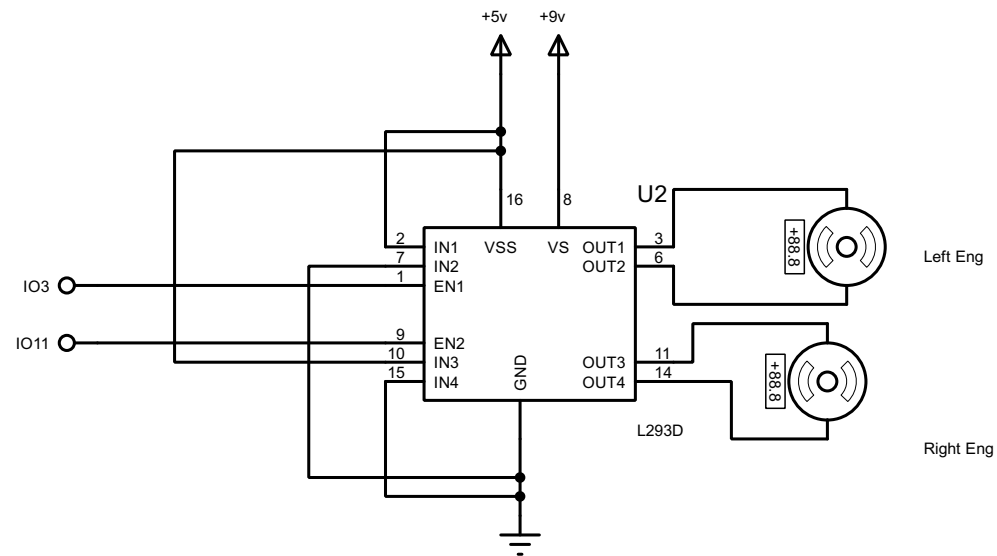 +5v
+9v
16
8
U2
2
IN1
VSS
VS
OUT1
3
7
IN2
OUT2
6
1
EN1
+88.8
Left Eng
IO3
IO11
9
EN2
10
IN3
GND
OUT3
11
15
IN4
OUT4
14
+88.8
L293D
Right Eng